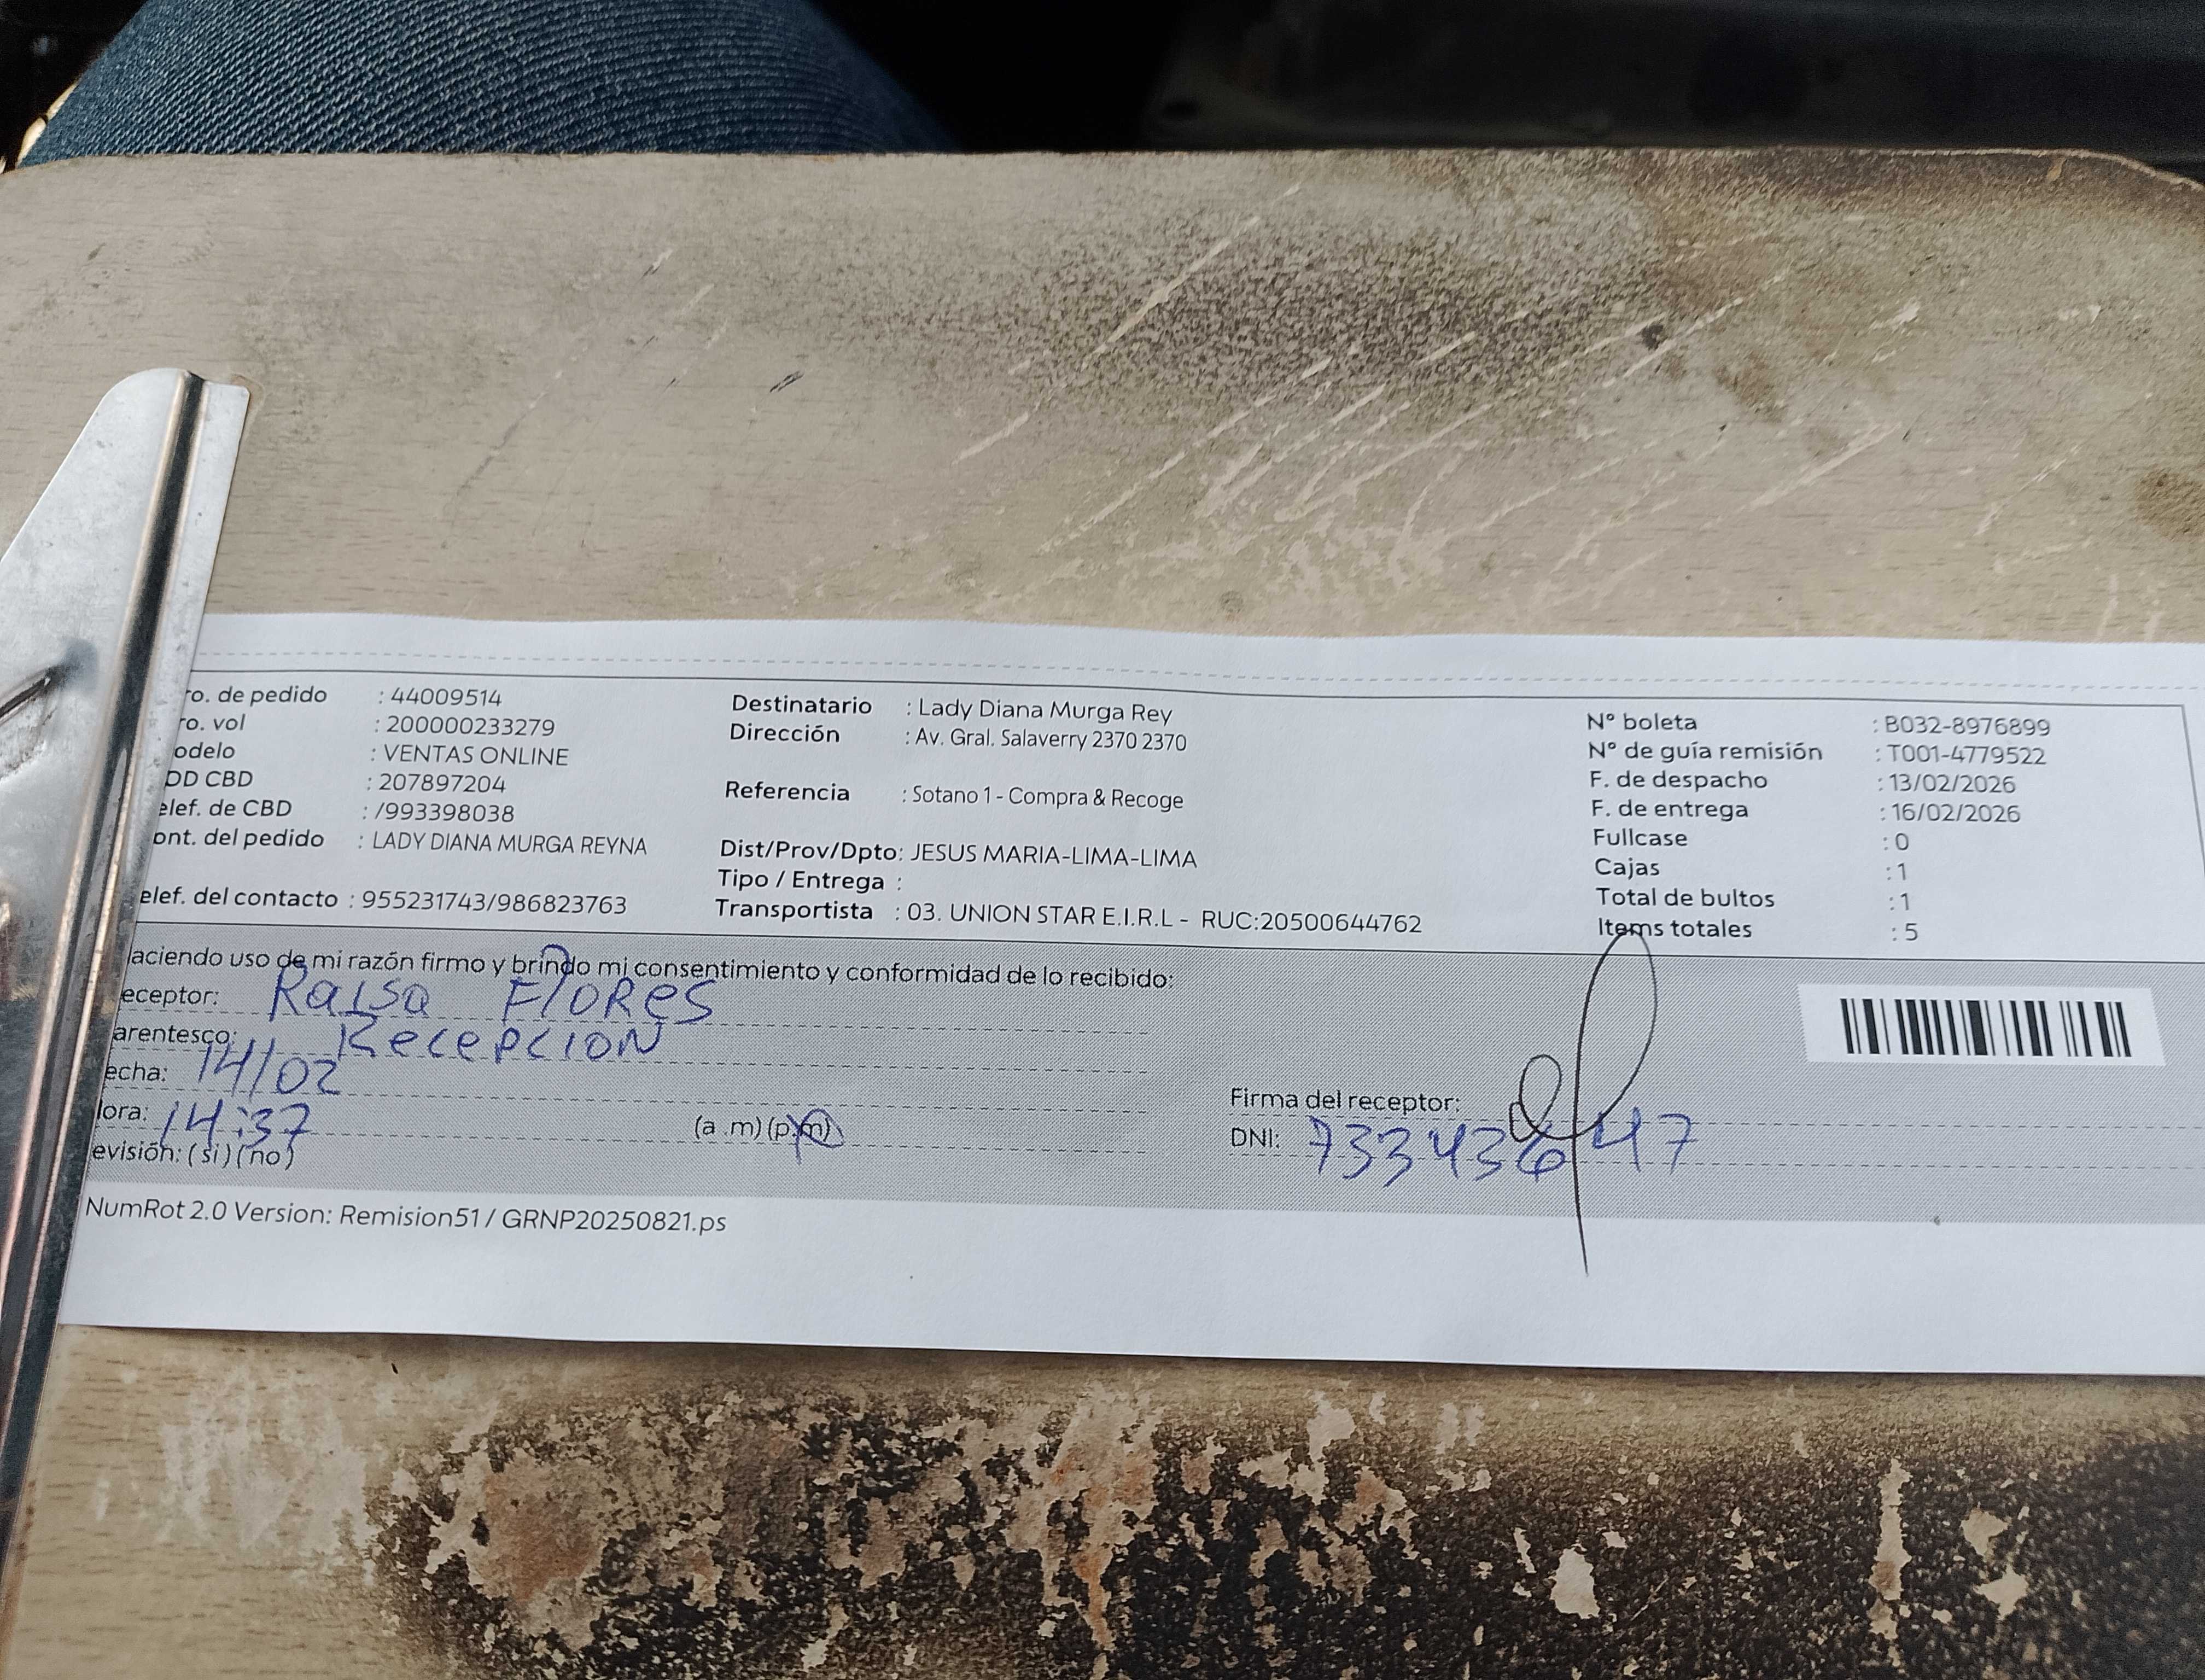 ro. de pedido : 44009514
ro. vol : 200000233279
odelo : VENTAS ONLINE
OD CBD : 207897204
elef. de CBD : /993398038
ont. del pedido : LADY DIANA MURGA REYNA
elef. del contacto : 955231743/986823763
Destinatario : Lady Diana Murga Rey
Dirección : Av. Gral. Salaverry 2370 2370
Referencia : Sotano 1 - Compra & Recoge
Dist/Prov/Dpto: JESUS MARIA-LIMA-LIMA
Tipo / Entrega :
Transportista : 03. UNION STAR E.I.R.L - RUC:20500644762
N° boleta : B032-8976899
N° de guía remisión : T001-4779522
F. de despacho : 13/02/2026
F. de entrega : 16/02/2026
Fullcase : 0
Cajas : 1
Total de bultos : 1
Items totales : 5
aciendo uso de mi razón firmo y brindo mi consentimiento y conformidad de lo recibido:
eceptor: Raisa Flores
arentesco: Recepcion
echa: 14/02
lora: 14:37 (a .m) (p.m)
evisión: ( si ) ( no )
Firma del receptor:
DNI: 73343647
NumRot 2.0 Version: Remision51 / GRNP20250821.ps